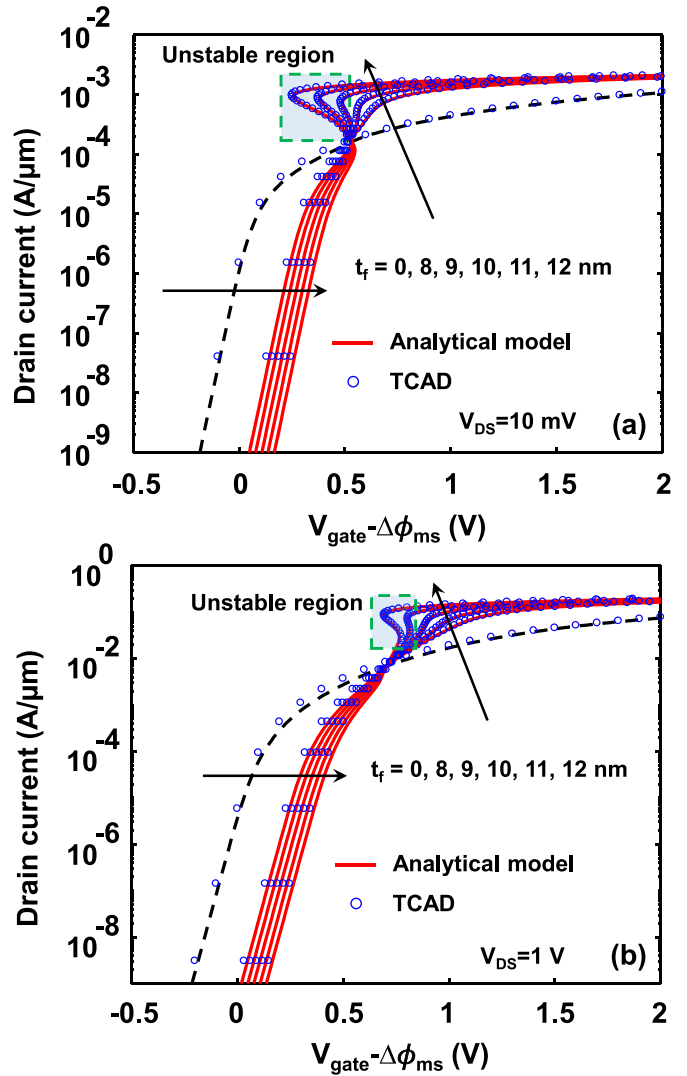 10^-2
Unstable region
10^-3
10^-4
10^-5
10^-6
t_f = 0, 8, 9, 10, 11, 12 nm
10^-7
Analytical model
10^-8
TCAD
V_DS=10 mV
(a)
10^-9
Drain current (A/μm)
-0.5 0 0.5 1 1.5 2
V_gate-Δϕ_ms (V)
10^0
Unstable region
10^-2
10^-4
t_f = 0, 8, 9, 10, 11, 12 nm
10^-6
Analytical model
TCAD
10^-8
V_DS=1 V
(b)
Drain current (A/μm)
-0.5 0 0.5 1 1.5 2
V_gate-Δϕ_ms (V)